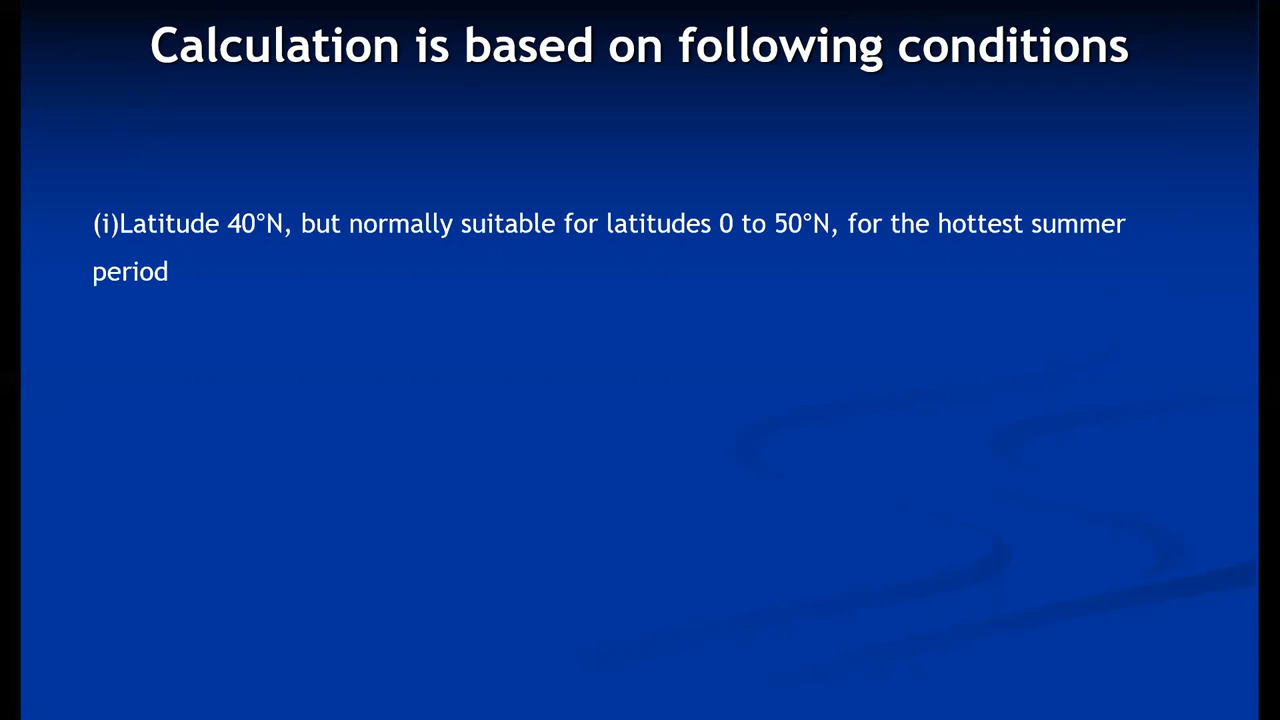 Calculation is based on following conditions
(i)Latitude 40°N, but normally suitable for latitudes 0 to 50°N, for the hottest summer
period